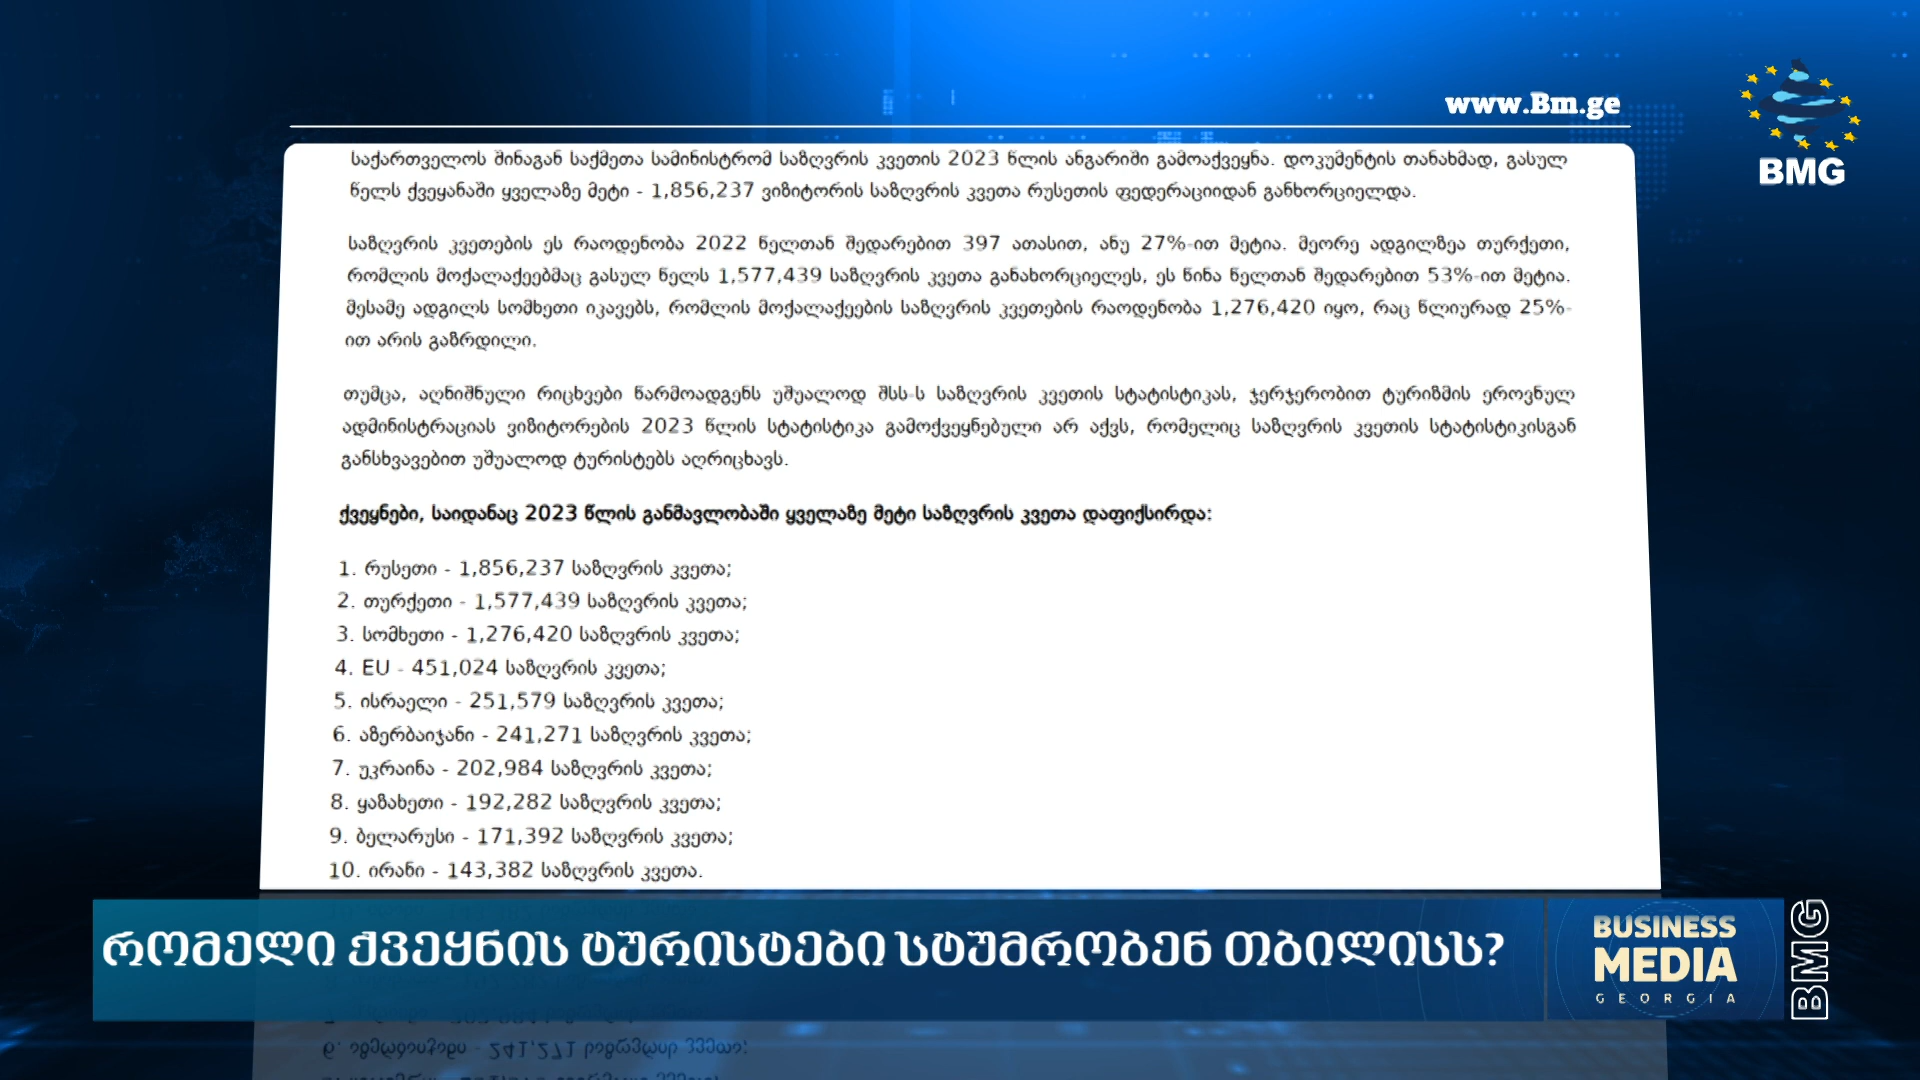 www.Bm.ge
BMG
საქართველოს შინაგან საქმეთა სამინისტრომ საზღვრის კვეთის 2023 წლის ანგარიში გამოაქვეყნა. დოკუმენტის თანახმად, გასულ
წელს ქვეყანაში ყველაზე მეტი - 1,856,237 ვიზიტორის საზღვრის კვეთა რუსეთის ფედერაციიდან განხორციელდა.
საზღვრის კვეთების ეს რაოდენობა 2022 წელთან შედარებით 397 ათასით, ანუ 27%-ით მეტია. მეორე ადგილზეა თურქეთი,
რომლის მოქალაქეებმაც გასულ წელს 1,577,439 საზღვრის კვეთა განახორციელეს, ეს წინა წელთან შედარებით 53%-ით მეტია.
მესამე ადგილს სომხეთი იკავებს, რომლის მოქალაქეების საზღვრის კვეთების რაოდენობა 1,276,420 იყო, რაც წლიურად 25%-
ით არის გაზრდილი.
თუმცა, აღნიშნული რიცხვები წარმოადგენს უშუალოდ შსს-ს საზღვრის კვეთის სტატისტიკას, ჯერჯერობით ტურიზმის ეროვნულ
ადმინისტრაციას ვიზიტორების 2023 წლის სტატისტიკა გამოქვეყნებული არ აქვს, რომელიც საზღვრის კვეთის სტატისტიკისგან
განსხვავებით უშუალოდ ტურისტებს აღრიცხავს.
ქვეყნები, საიდანაც 2023 წლის განმავლობაში ყველაზე მეტი საზღვრის კვეთა დაფიქსირდა:
1. რუსეთი - 1,856,237 საზღვრის კვეთა;
2. თურქეთი - 1,577,439 საზღვრის კვეთა;
3. სომხეთი - 1,276,420 საზღვრის კვეთა;
4. EU - 451,024 საზღვრის კვეთა;
5. ისრაელი - 251,579 საზღვრის კვეთა;
6. აზერბაიჯანი - 241,271 საზღვრის კვეთა;
7. უკრაინა - 202,984 საზღვრის კვეთა;
8. ყაზახეთი - 192,282 საზღვრის კვეთა;
9. ბელარუსი - 171,392 საზღვრის კვეთა;
10. ირანი - 143,382 საზღვრის კვეთა.
რომელი ქვეყნის ტურისტები სტუმრობენ თბილისს?
BUSINESS
MEDIA
GEORGIA
BMG